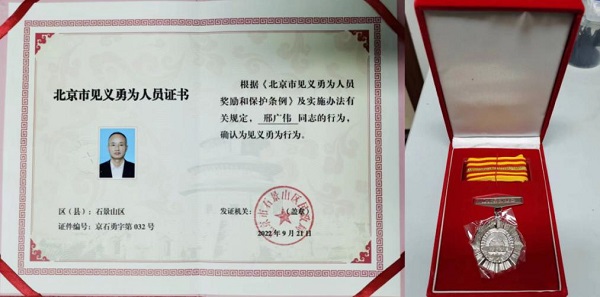 北京市见义勇为人员证书
区（县）：石景山区
证件编号：京石勇字第032号
根据《北京市见义勇为人员
奖励和保护条例》及实施办法有
关规定，邢广伟 同志的行为，
确认为见义勇为行为。
发证机关：（盖章）
2022年9月21日